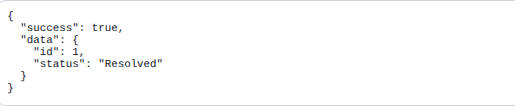 {
  "success": true,
  "data": {
    "id": 1,
    "status": "Resolved"
  }
}